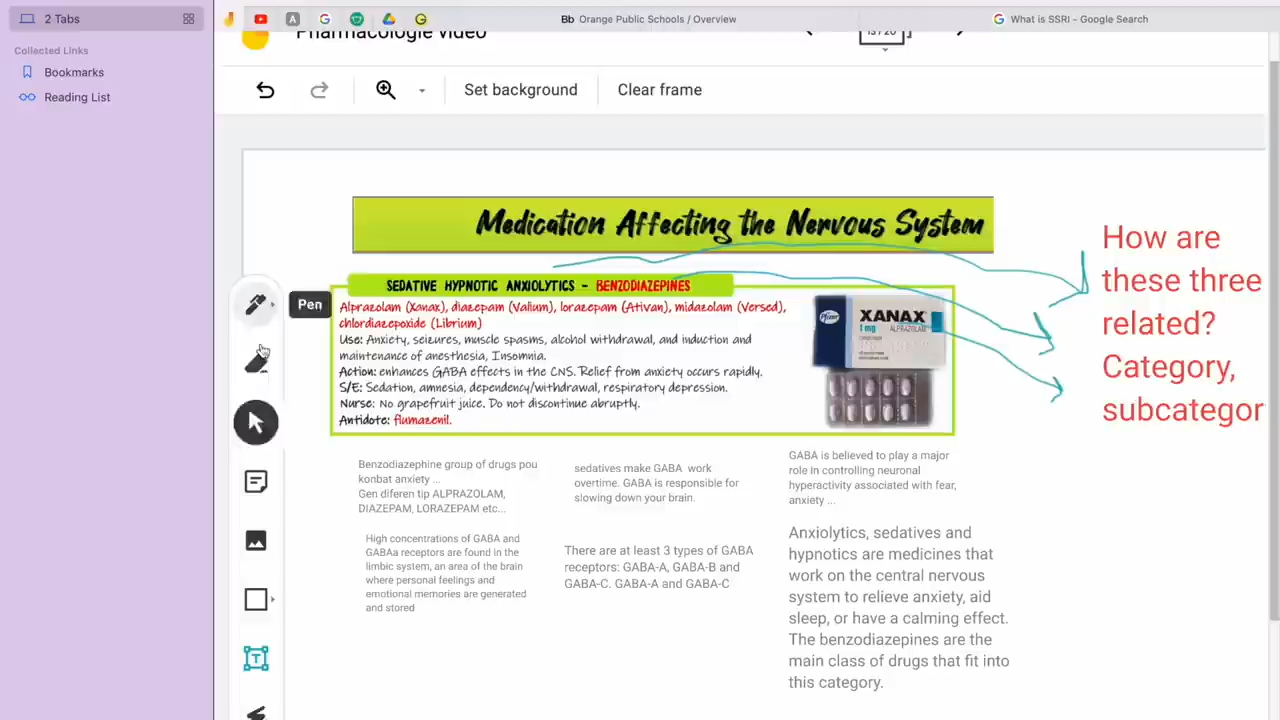 2 Tabs
Collected Links
Bookmarks
Reading List
Bb Orange Public Schools / Overview
What is SSRI - Google Search
Pharmacologie video
13 / 20
Set background
Clear frame
Pen
Medication Affecting the Nervous System
SEDATIVE HYPNOTIC ANXIOLYTICS - BENZODIAZEPINES
Alprazolam (Xanax), diazepam (Valium), lorazepam (Ativan), midazolam (Versed),
chlordiazepoxide (Librium)
Use: Anxiety, seizures, muscle spasms, alcohol withdrawal, and induction and
maintenance of anesthesia, Insomnia.
Action: enhances GABA effects in the CNS. Relief from anxiety occurs rapidly.
S/E: Sedation, amnesia, dependency/withdrawal, respiratory depression.
Nurse: No grapefruit juice. Do not discontinue abruptly.
Antidote: flumazenil.
Pfizer
XANAX
1 mg
ALPRAZOLAM
How are
these three
related?
Category,
subcategor
Benzodiazephine group of drugs pou
konbat anxiety ...
Gen diferen tip ALPRAZOLAM,
DIAZEPAM, LORAZEPAM etc...
sedatives make GABA work
overtime. GABA is responsible for
slowing down your brain.
GABA is believed to play a major
role in controlling neuronal
hyperactivity associated with fear,
anxiety ...
High concentrations of GABA and
GABAa receptors are found in the
limbic system, an area of the brain
where personal feelings and
emotional memories are generated
and stored
There are at least 3 types of GABA
receptors: GABA-A, GABA-B and
GABA-C. GABA-A and GABA-C
Anxiolytics, sedatives and
hypnotics are medicines that
work on the central nervous
system to relieve anxiety, aid
sleep, or have a calming effect.
The benzodiazepines are the
main class of drugs that fit into
this category.